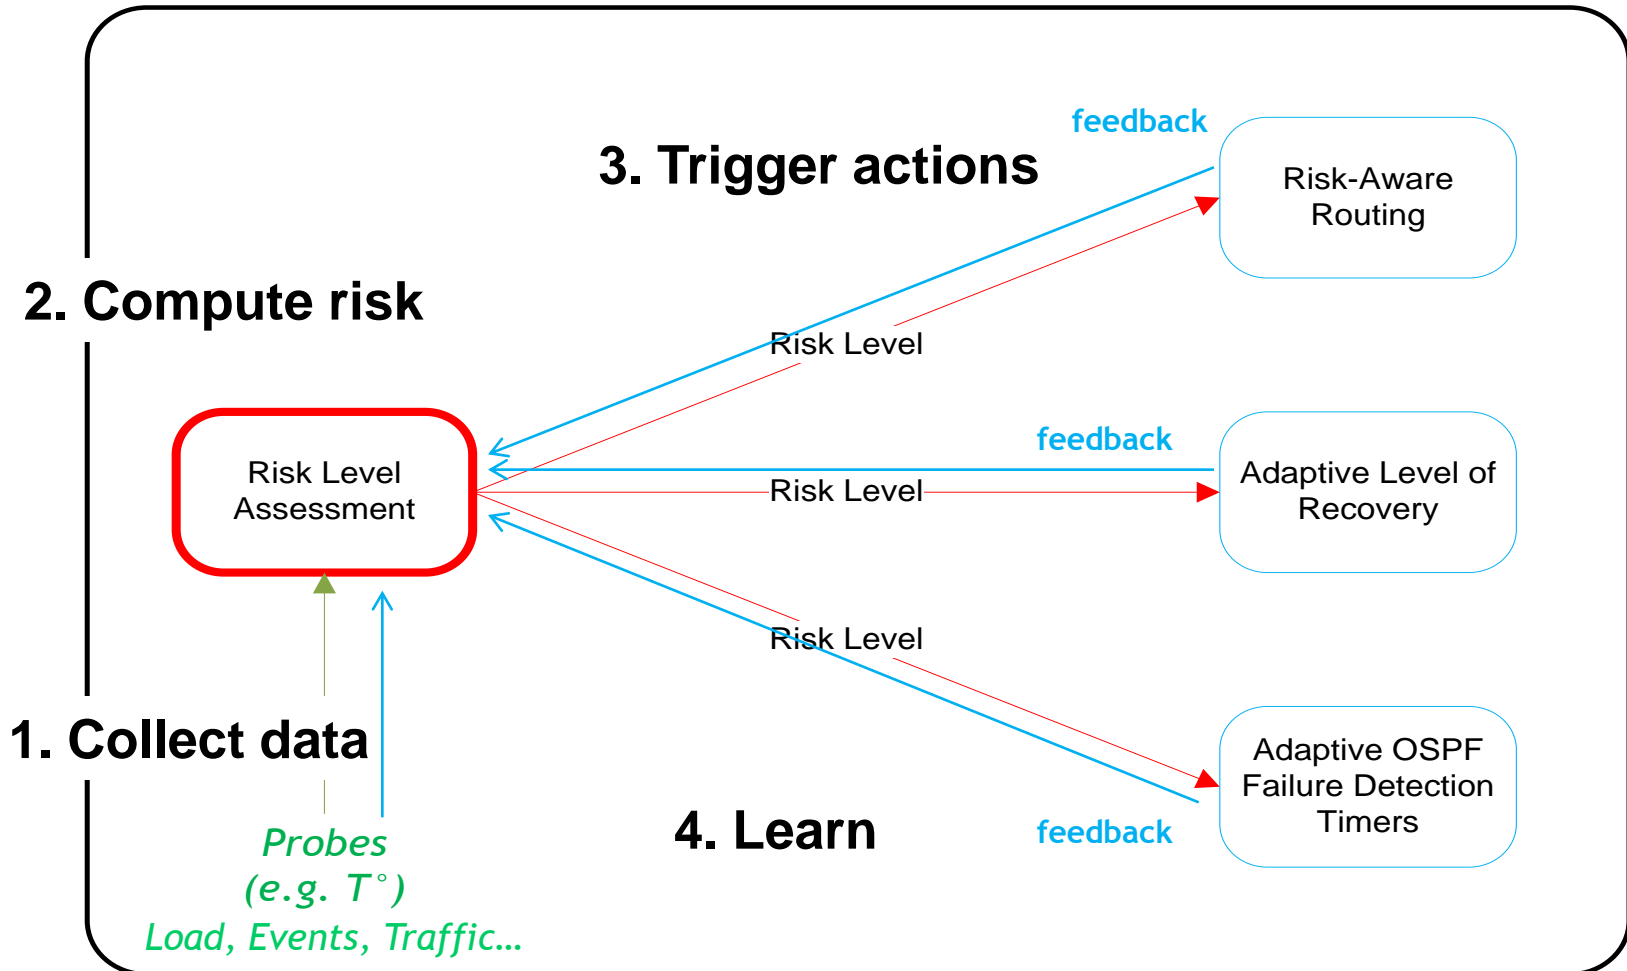 feedback
3. Trigger actions
Risk-Aware
Routing
2. Compute risk
Risk Level
feedback
Risk Level
Assessment
Risk Level
Adaptive Level of
Recovery
Risk Level
1. Collect data
Adaptive OSPF
Failure Detection
Timers
4. Learn
feedback
Probes
(e.g. T°)
Load, Events, Traffic...